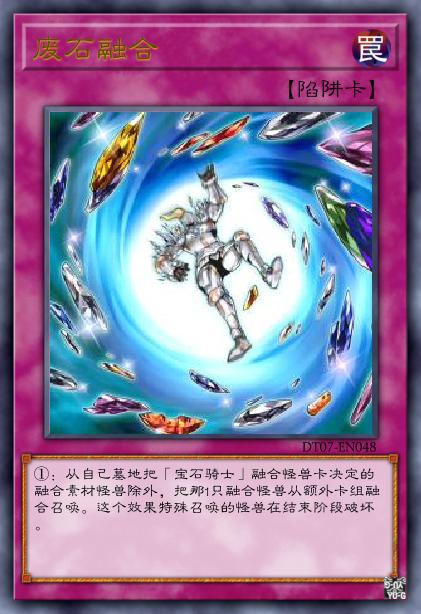 废石融合
罠
【陷阱卡】
DT07-EN048
①：从自己墓地把「宝石骑士」融合怪兽卡决定的
融合素材怪兽除外，把那1只融合怪兽从额外卡组融
合召唤。这个效果特殊召唤的怪兽在结束阶段破坏
。